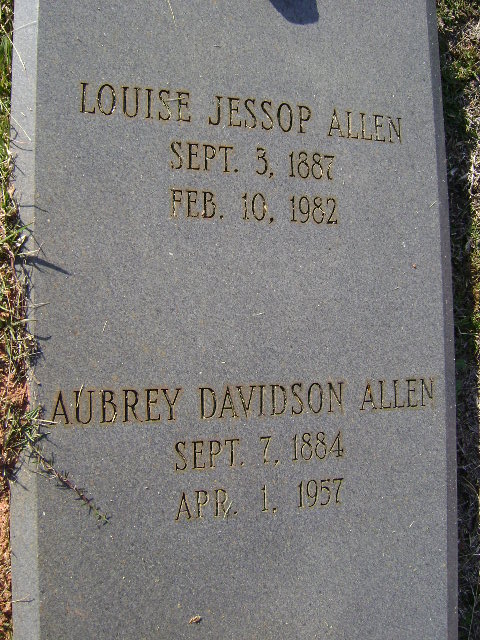 LOUISE JESSOP ALLEN
SEPT. 3, 1887
FEB. 10, 1982
AUBREY DAVIDSON ALLEN
SEPT. 7, 1884
APR. 1, 1957